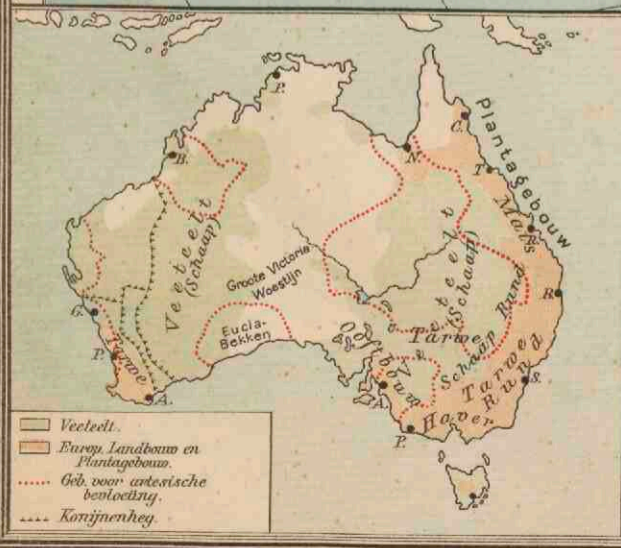 P.
B.
C.
N.
T.
Plantagebouw
Mais
Veeteelt
(Schaap)
Groote Victoria
Woestijn
Eucla-
Bekken
Veeteelt
(Schaap)
R.
Tarwe
Schaap Rund
Ooftbouw
Tarwe
Rund
Haver
G.
P.
Tarwe
A.
A.
P.
S.
Veeteelt.
Europ. Landbouw en
Plantagebouw.
Geb. voor artesische
bevloeiing.
Konijnenheg.